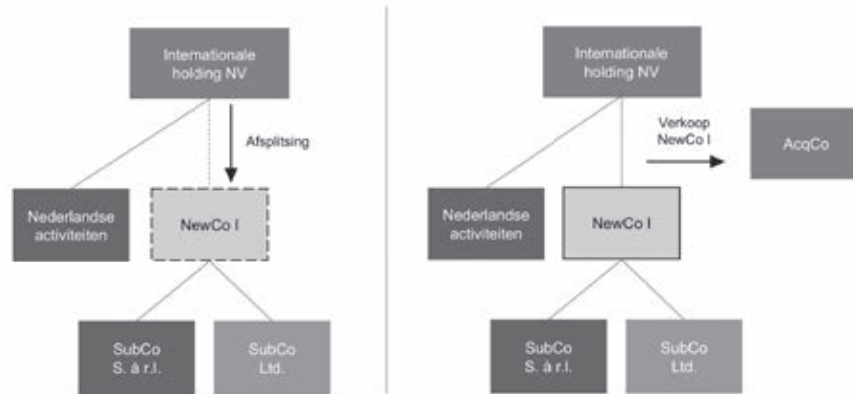 Internationale
holding NV
Afsplitsing
Nederlandse
activiteiten
NewCo I
SubCo
S. à r.l.
SubCo
Ltd.
Internationale
holding NV
Verkoop
NewCo I
AcqCo
Nederlandse
activiteiten
NewCo I
SubCo
S. à r.l.
SubCo
Ltd.